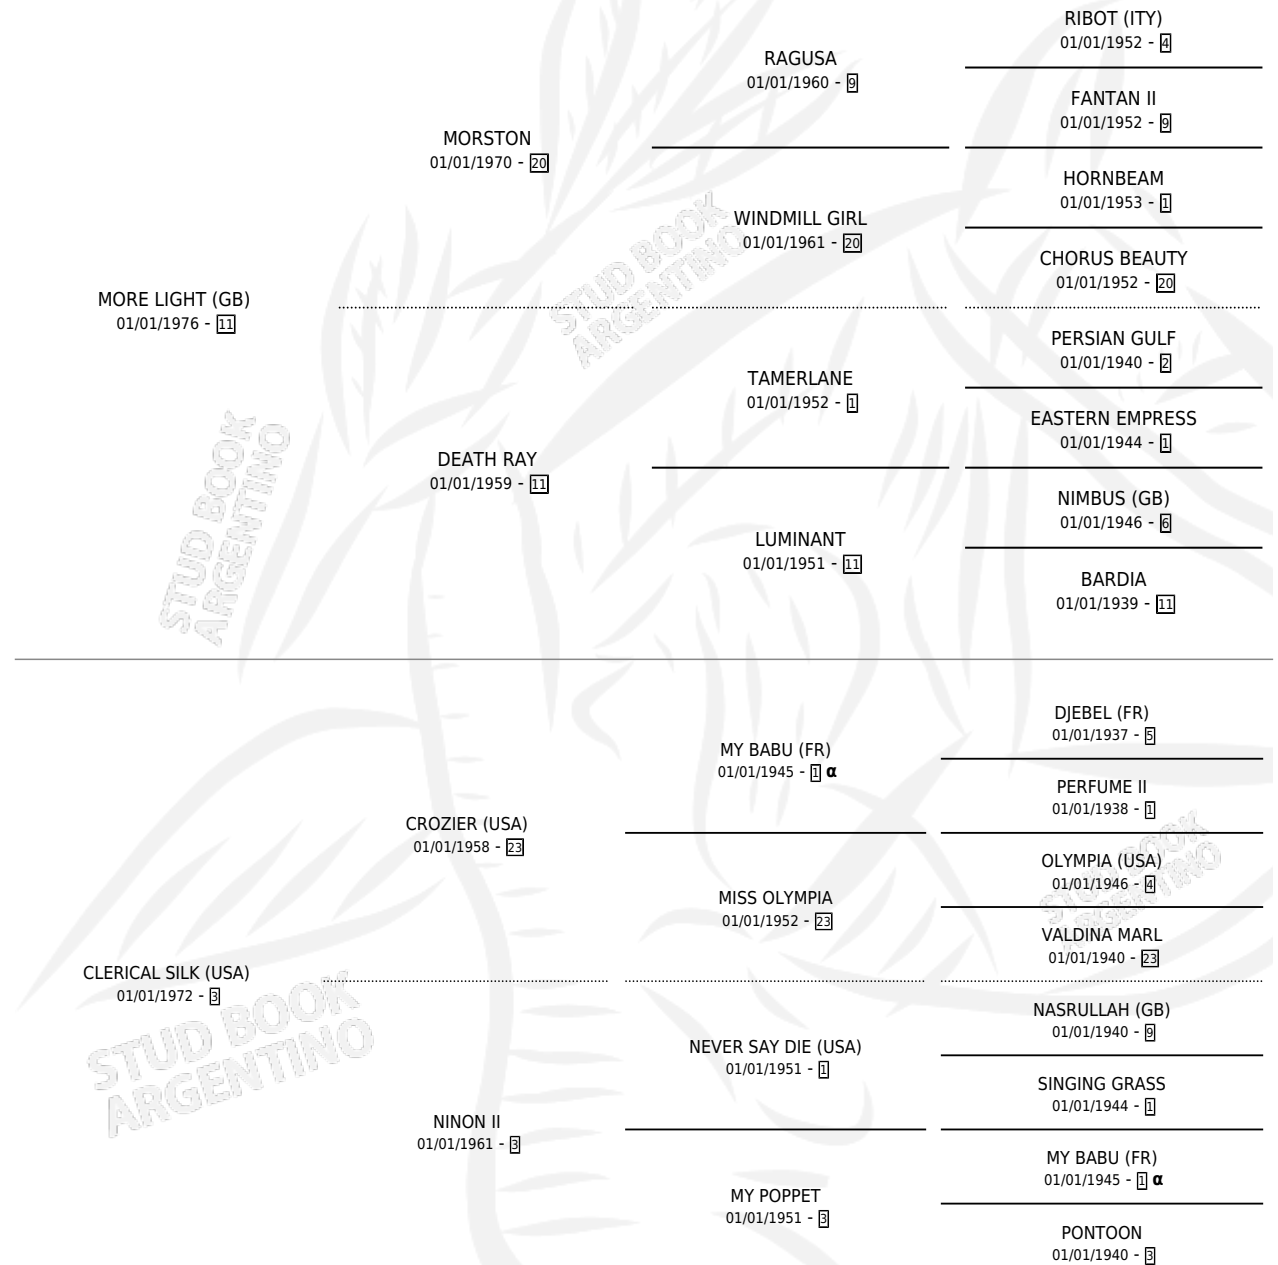 RIBOT (ITY)
01/01/1952 - 4
RAGUSA
01/01/1960 - 9
FANTAN II
01/01/1952 - 9
MORSTON
01/01/1970 - 20
HORNBEAM
01/01/1953 - 1
WINDMILL GIRL
01/01/1961 - 20
CHORUS BEAUTY
01/01/1952 - 20
STUD BOOK
ARGENTINO
MORE LIGHT (GB)
01/01/1976 - 11
PERSIAN GULF
01/01/1940 - 2
TAMERLANE
01/01/1952 - 1
EASTERN EMPRESS
01/01/1944 - 1
DEATH RAY
01/01/1959 - 11
NIMBUS (GB)
01/01/1946 - 6
LUMINANT
01/01/1951 - 11
BARDIA
01/01/1939 - 11
STUD BOOK
ARGENTINO
DJEBEL (FR)
01/01/1937 - 5
MY BABU (FR)
01/01/1945 - 1 α
PERFUME II
01/01/1938 - 1
CROZIER (USA)
01/01/1958 - 23
OLYMPIA (USA)
01/01/1946 - 4
MISS OLYMPIA
01/01/1952 - 23
VALDINA MARL
01/01/1940 - 23
STUD BOOK
ARGENTINO
CLERICAL SILK (USA)
01/01/1972 - 3
NASRULLAH (GB)
01/01/1940 - 9
NEVER SAY DIE (USA)
01/01/1951 - 1
SINGING GRASS
01/01/1944 - 1
NINON II
01/01/1961 - 3
MY BABU (FR)
01/01/1945 - 1 α
MY POPPET
01/01/1951 - 3
PONTOON
01/01/1940 - 3
STUD BOOK
ARGENTINO